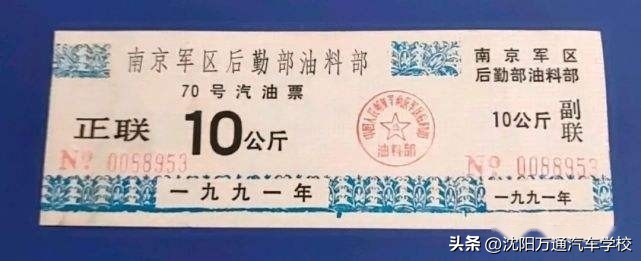 南京军区后勤部油料部
70号汽油票
正联
10公斤
油料部
№ 0058953
一九九一年
南京军区
后勤部油料部
10公斤
副联
№ 0058953
一九九一年
头条 @沈阳万通汽车学校